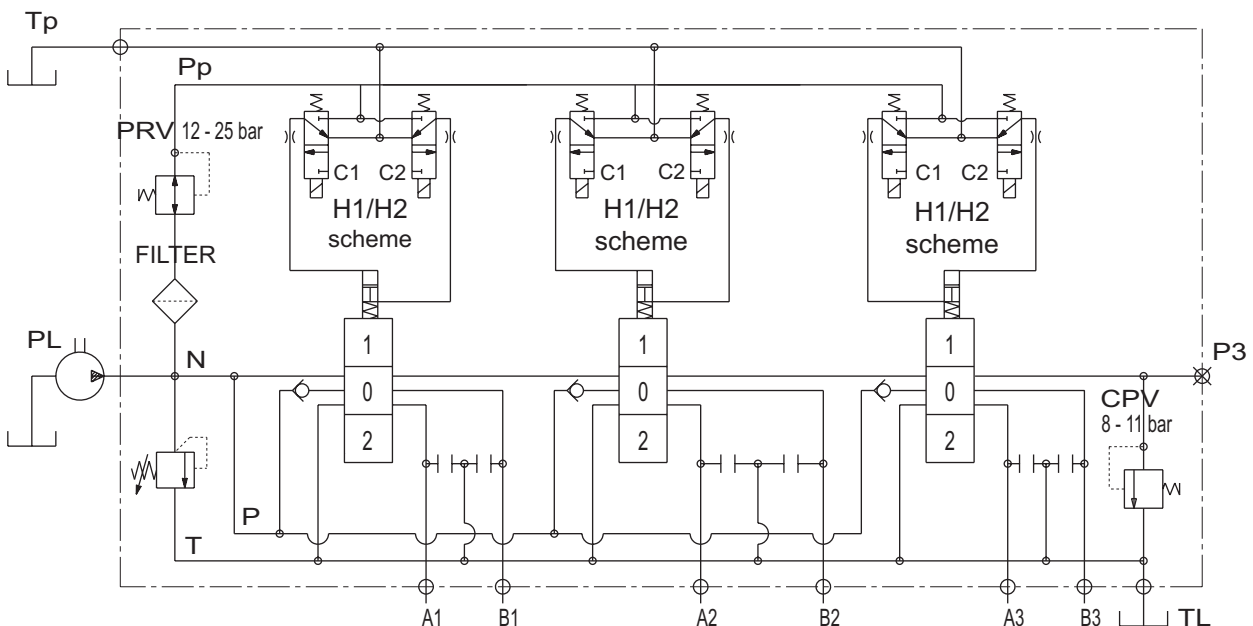 Tp
Pp
PRV 12 - 25 bar
C1 C2
C1 C2
C1 C2
H1/H2
scheme
H1/H2
scheme
H1/H2
scheme
FILTER
PL
N
1
0
2
1
0
2
1
0
2
P3
CPV
8 - 11 bar
P
T
A1
B1
A2
B2
A3
B3
TL